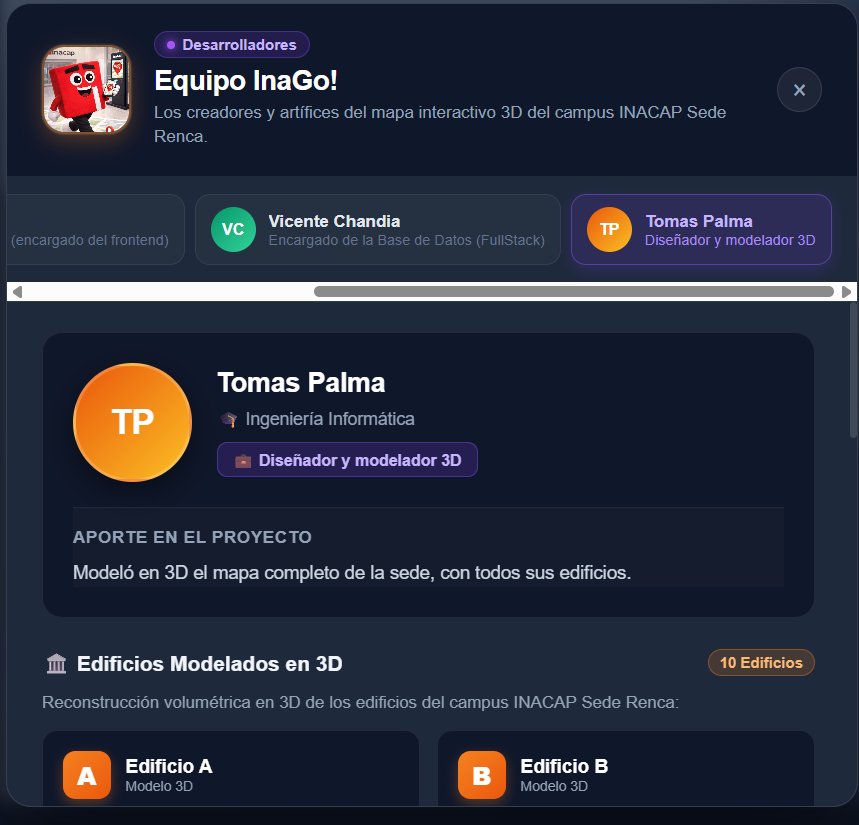 inacap
Desarrolladores
Equipo InaGo!
Los creadores y artífices del mapa interactivo 3D del campus INACAP Sede
Renca.
×
(encargado del frontend)
VC
Vicente Chandia
Encargado de la Base de Datos (FullStack)
TP
Tomas Palma
Diseñador y modelador 3D
TP
Tomas Palma
Ingeniería Informática
Diseñador y modelador 3D
APORTE EN EL PROYECTO
Modeló en 3D el mapa completo de la sede, con todos sus edificios.
Edificios Modelados en 3D
10 Edificios
Reconstrucción volumétrica en 3D de los edificios del campus INACAP Sede Renca:
A
Edificio A
Modelo 3D
B
Edificio B
Modelo 3D